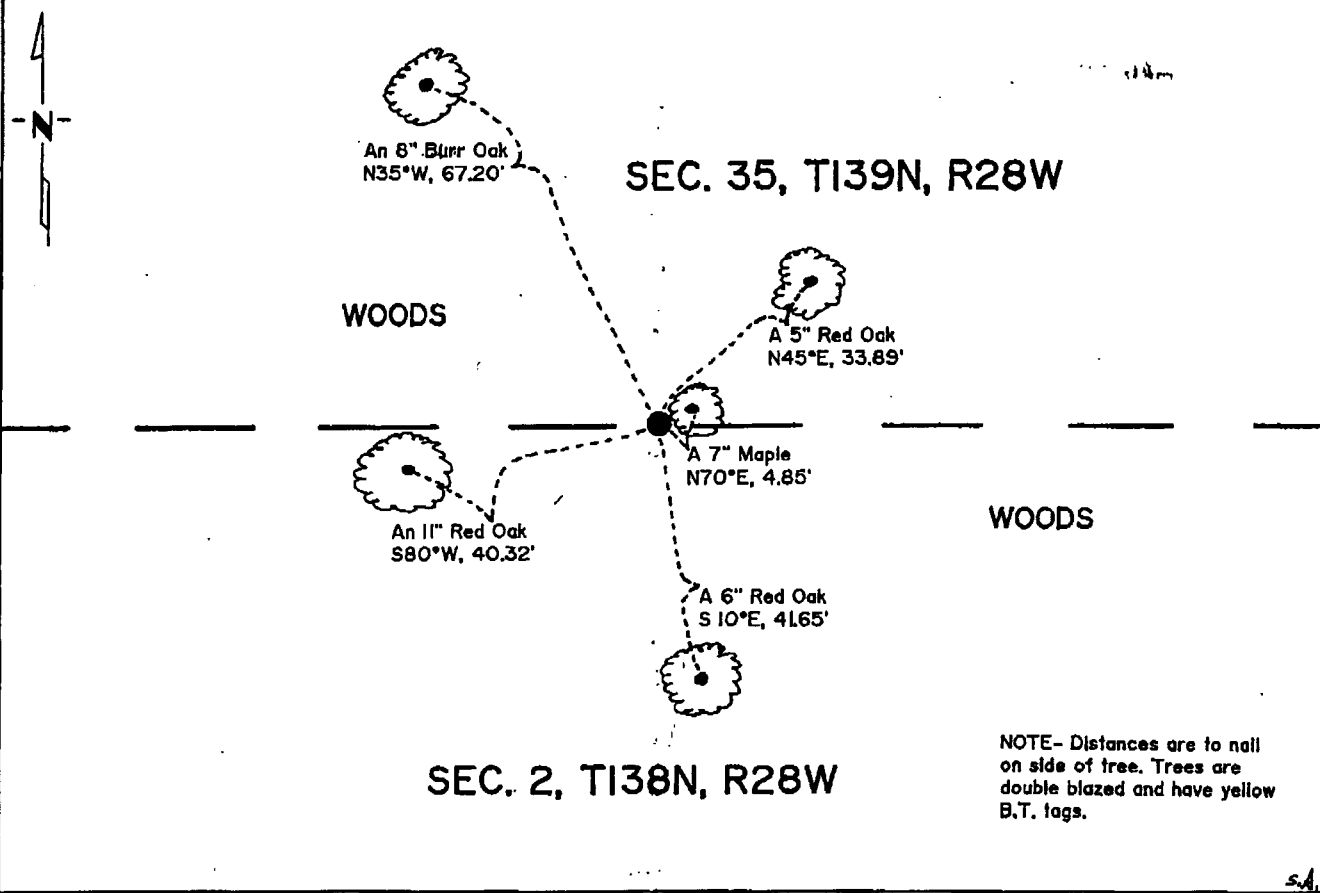 N
An 8" Burr Oak
N35°W, 67.20'
SEC. 35, T139N, R28W
WOODS
A 5" Red Oak
N45°E, 33.89'
A 7" Maple
N70°E, 4.85'
An 11" Red Oak
S80°W, 40.32'
WOODS
A 6" Red Oak
S 10°E, 41.65'
SEC. 2, T138N, R28W
NOTE- Distances are to nail
on side of tree. Trees are
double blazed and have yellow
B.T. tags.
S.A.